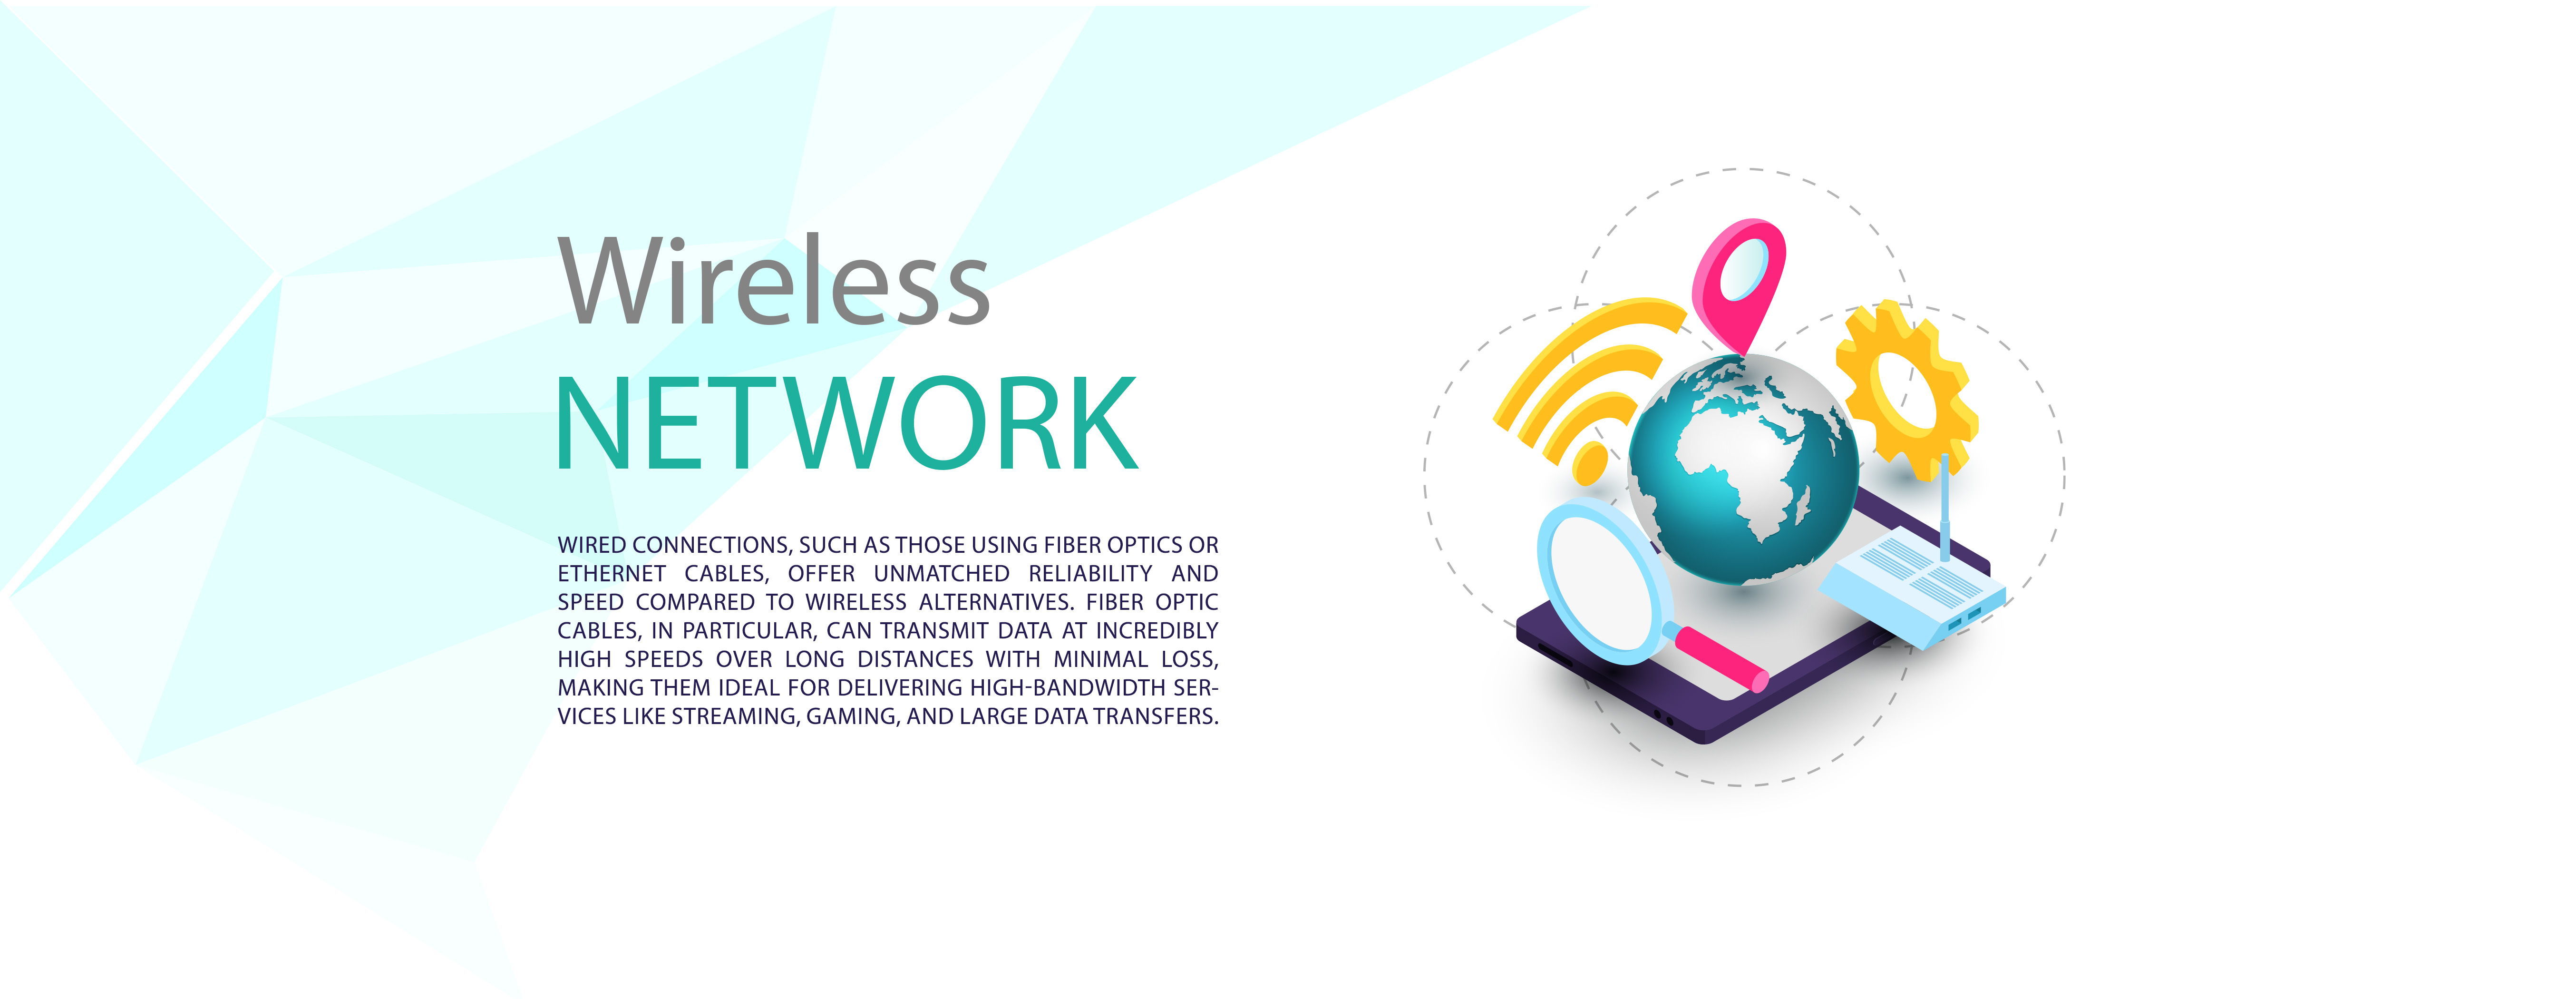 Wireless
NETWORK
WIRED CONNECTIONS, SUCH AS THOSE USING FIBER OPTICS OR
ETHERNET CABLES, OFFER UNMATCHED RELIABILITY AND
SPEED COMPARED TO WIRELESS ALTERNATIVES. FIBER OPTIC
CABLES, IN PARTICULAR, CAN TRANSMIT DATA AT INCREDIBLY
HIGH SPEEDS OVER LONG DISTANCES WITH MINIMAL LOSS,
MAKING THEM IDEAL FOR DELIVERING HIGH-BANDWIDTH SER-
VICES LIKE STREAMING, GAMING, AND LARGE DATA TRANSFERS.